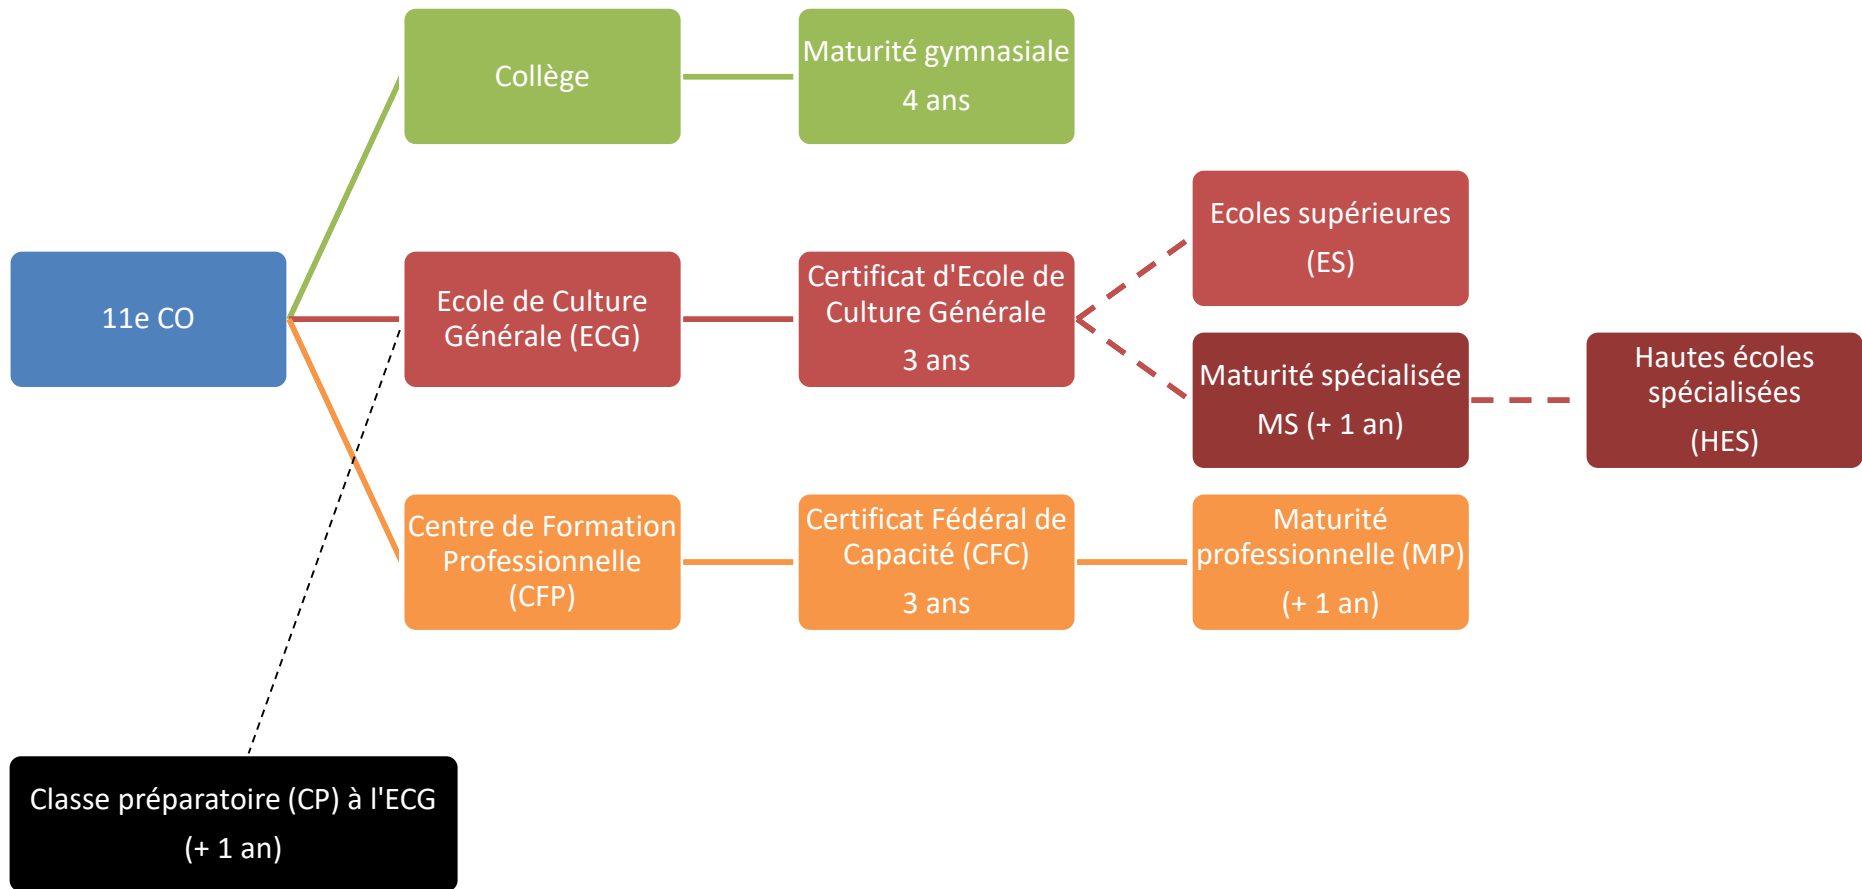 Collège
Maturité gymnasiale
4 ans
Ecoles supérieures
(ES)
11e CO
Ecole de Culture
Générale (ECG)
Certificat d'Ecole de
Culture Générale
3 ans
Maturité spécialisée
MS (+ 1 an)
Hautes écoles
spécialisées
(HES)
Centre de Formation
Professionnelle
(CFP)
Certificat Fédéral de
Capacité (CFC)
3 ans
Maturité
professionnelle (MP)
(+ 1 an)
Classe préparatoire (CP) à l'ECG
(+ 1 an)